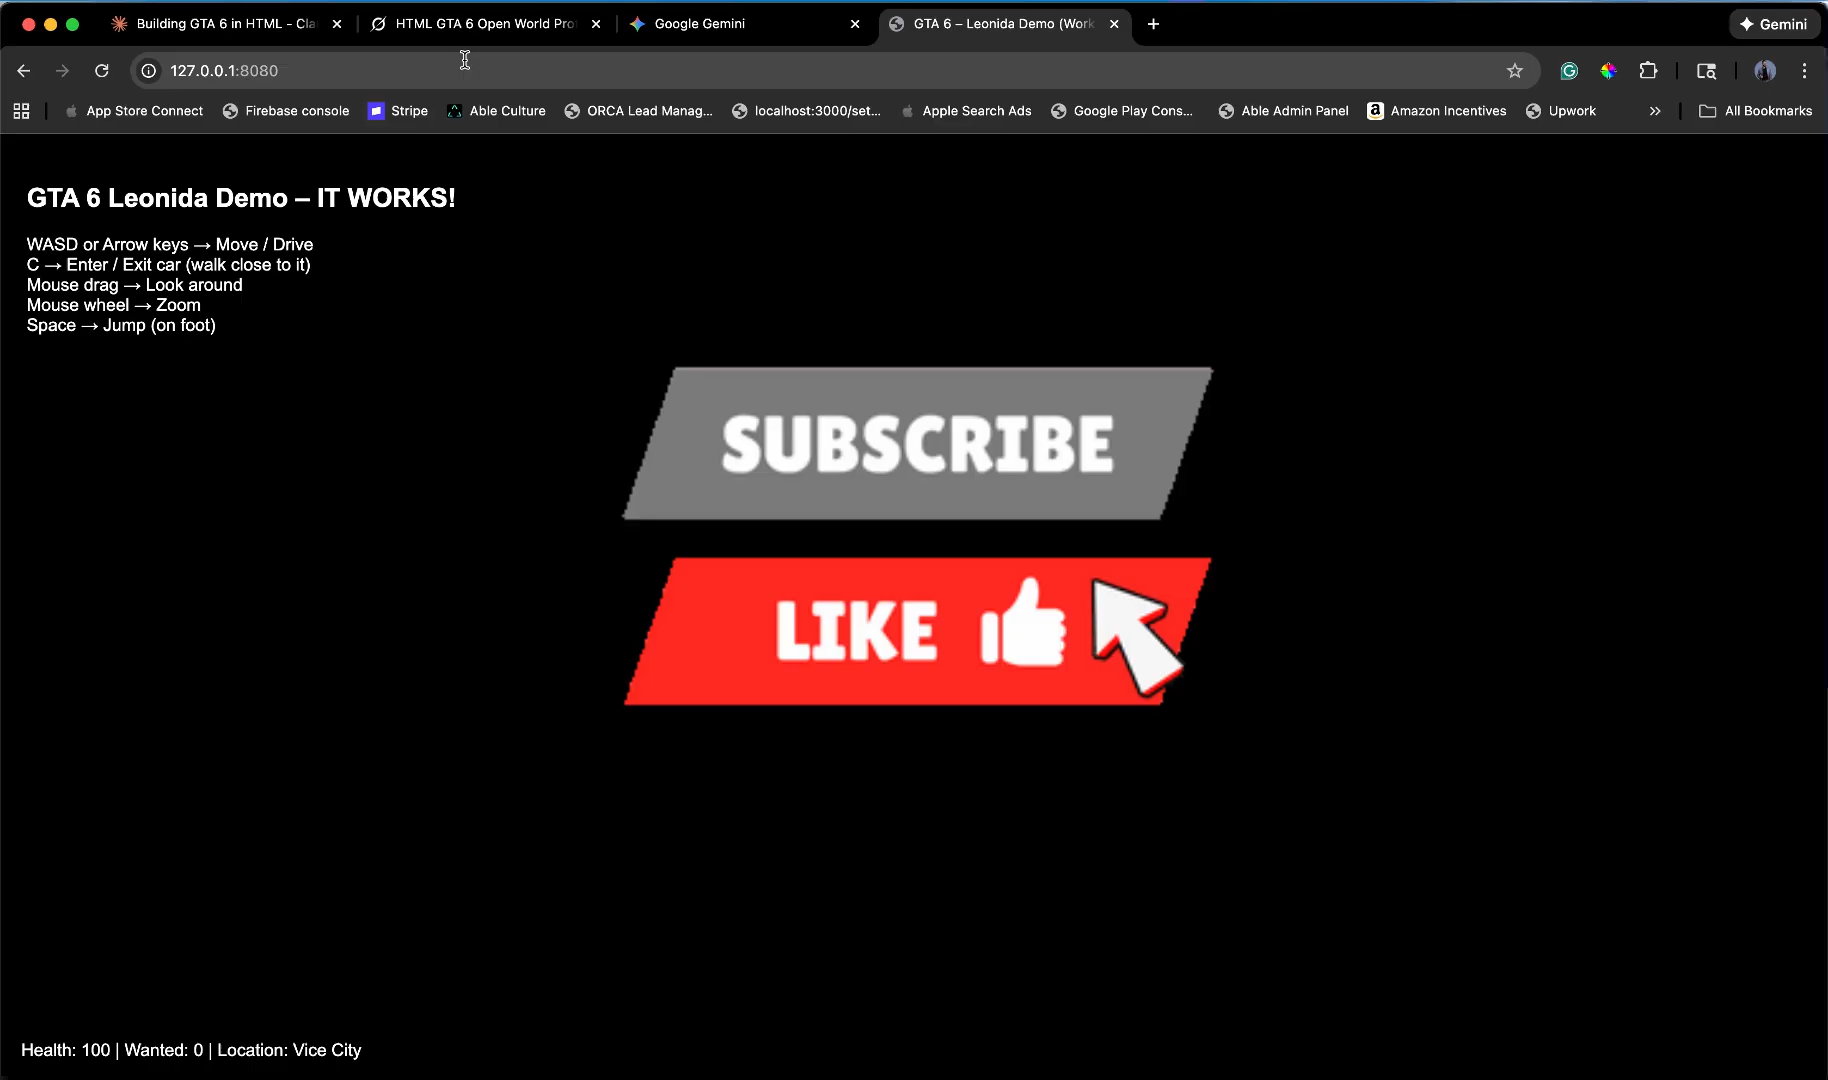 Building GTA 6 in HTML - Cla
HTML GTA 6 Open World Pro
Google Gemini
GTA 6 – Leonida Demo (Work
Gemini
127.0.0.1:8080
App Store Connect
Firebase console
Stripe
Able Culture
ORCA Lead Manag...
localhost:3000/set...
Apple Search Ads
Google Play Cons...
Able Admin Panel
Amazon Incentives
Upwork
All Bookmarks
GTA 6 Leonida Demo – IT WORKS!
WASD or Arrow keys → Move / Drive
C → Enter / Exit car (walk close to it)
Mouse drag → Look around
Mouse wheel → Zoom
Space → Jump (on foot)
SUBSCRIBE
LIKE
Health: 100 | Wanted: 0 | Location: Vice City